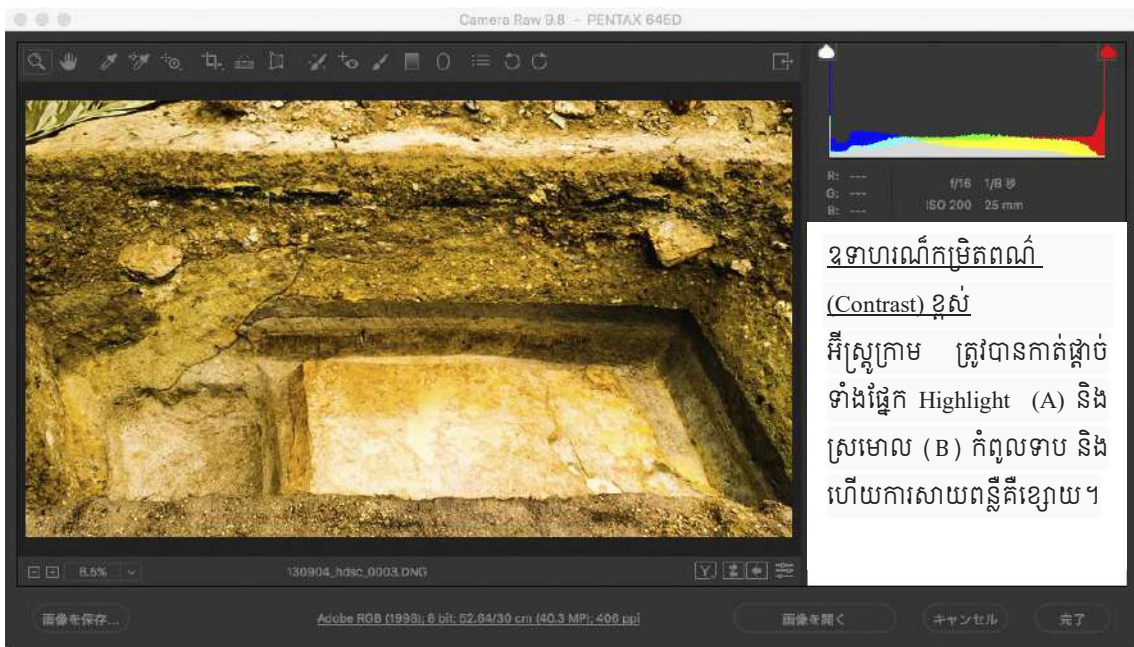 Camera Raw 9.8 - PENTAX 645D
R: ---
G: ---
B: ---
f/16 1/8 秒
ISO 200 25 mm
ឧទាហរណ៏កម្រិតពណ៌
(Contrast) ខ្ពស់
អ៊ីស្តូក្រាម ត្រូវបានកាត់ផ្តាច់
ទាំងផ្នែក Highlight (A) និង
ស្រមោល (B) កំពូលទាប និង
ហើយការសាយពន្លឺគឺខ្សោយ។
8.5%
130904_hdsc_0003.DNG
Y
画像を保存...
Adobe RGB (1998); 8 bit; 52.64/30 cm (40.3 MP); 406 ppi
画像を開く
キャンセル
完了